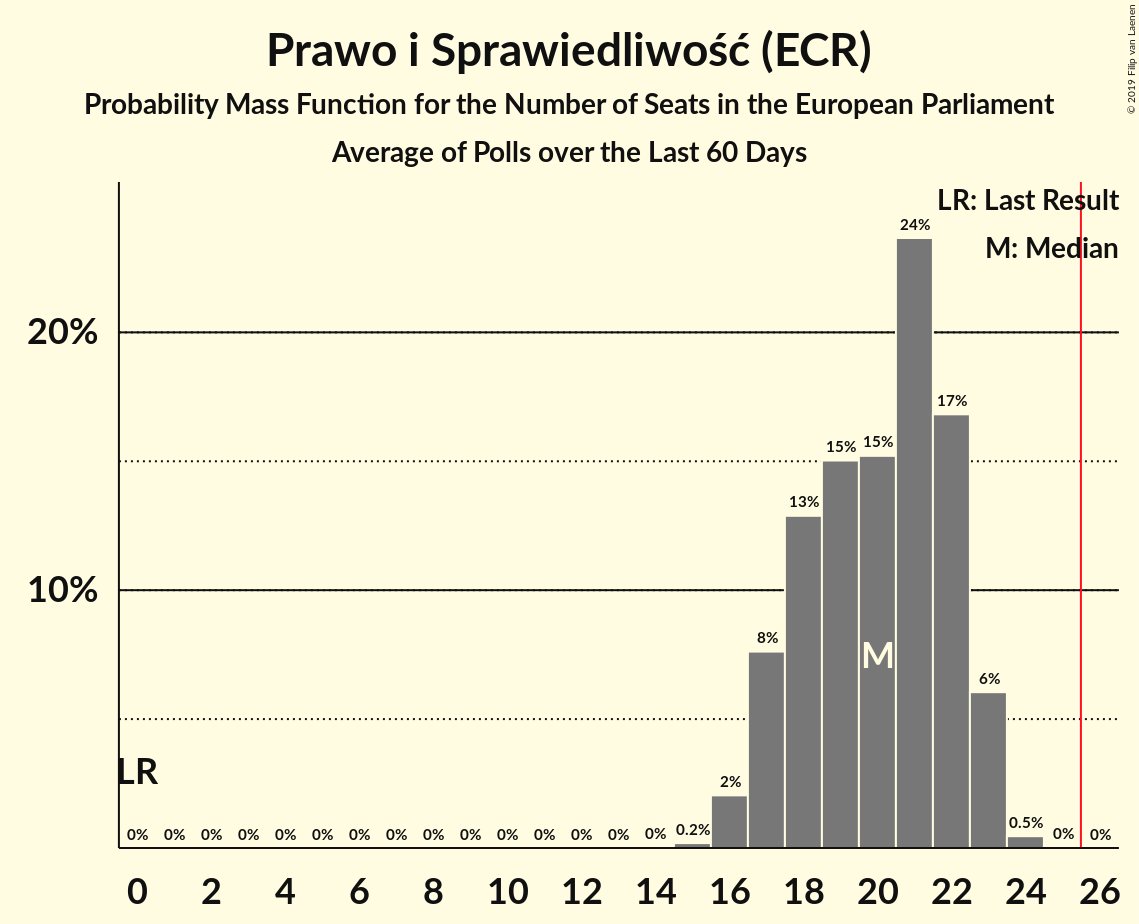 Prawo i Sprawiedliwość (ECR)
Probability Mass Function for the Number of Seats in the European Parliament
Average of Polls over the Last 60 Days
© 2019 Filip van Laenen
LR: Last Result
M: Median
24%
20%
17%
15% 15%
13%
10%
8%
M
6%
LR
2%
0% 0% 0% 0% 0% 0% 0% 0% 0% 0% 0% 0% 0% 0% 0% 0.2% 0.5% 0% 0%
0 2 4 6 8 10 12 14 16 18 20 22 24 26